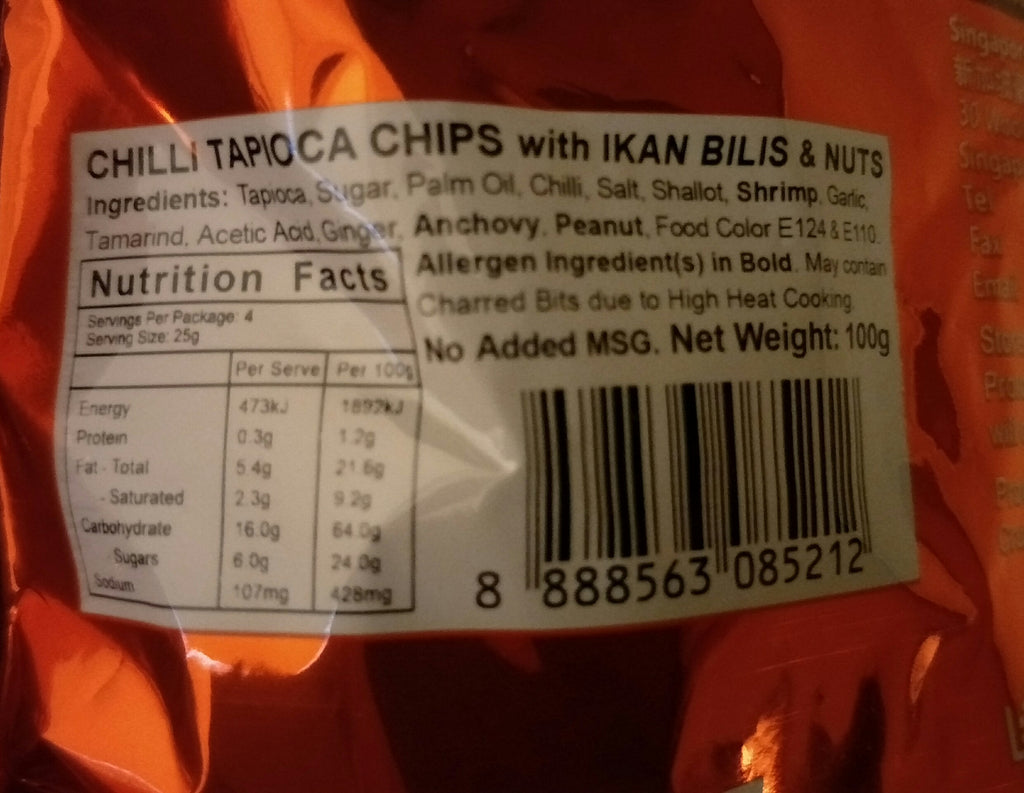 CHILLI TAPIOCA CHIPS with IKAN BILIS & NUTS
Ingredients: Tapioca, Sugar, Palm Oil, Chilli, Salt, Shallot, Shrimp, Garlic,
Tamarind, Acetic Acid, Ginger, Anchovy, Peanut, Food Color E124 & E110.
Allergen Ingredient(s) in Bold. May contain
Charred Bits due to High Heat Cooking.
No Added MSG. Net Weight: 100g
Nutrition Facts
Servings Per Package: 4
Serving Size: 25g
Per Serve Per 100g
Energy 473kJ 1892kJ
Protein 0.3g 1.2g
Fat - Total 5.4g 21.6g
- Saturated 2.3g 9.2g
Carbohydrate 16.0g 64.0g
Sugars 6.0g 24.0g
Sodium 107mg 428mg
8 888563 085212
30
Tel
Fax
Email